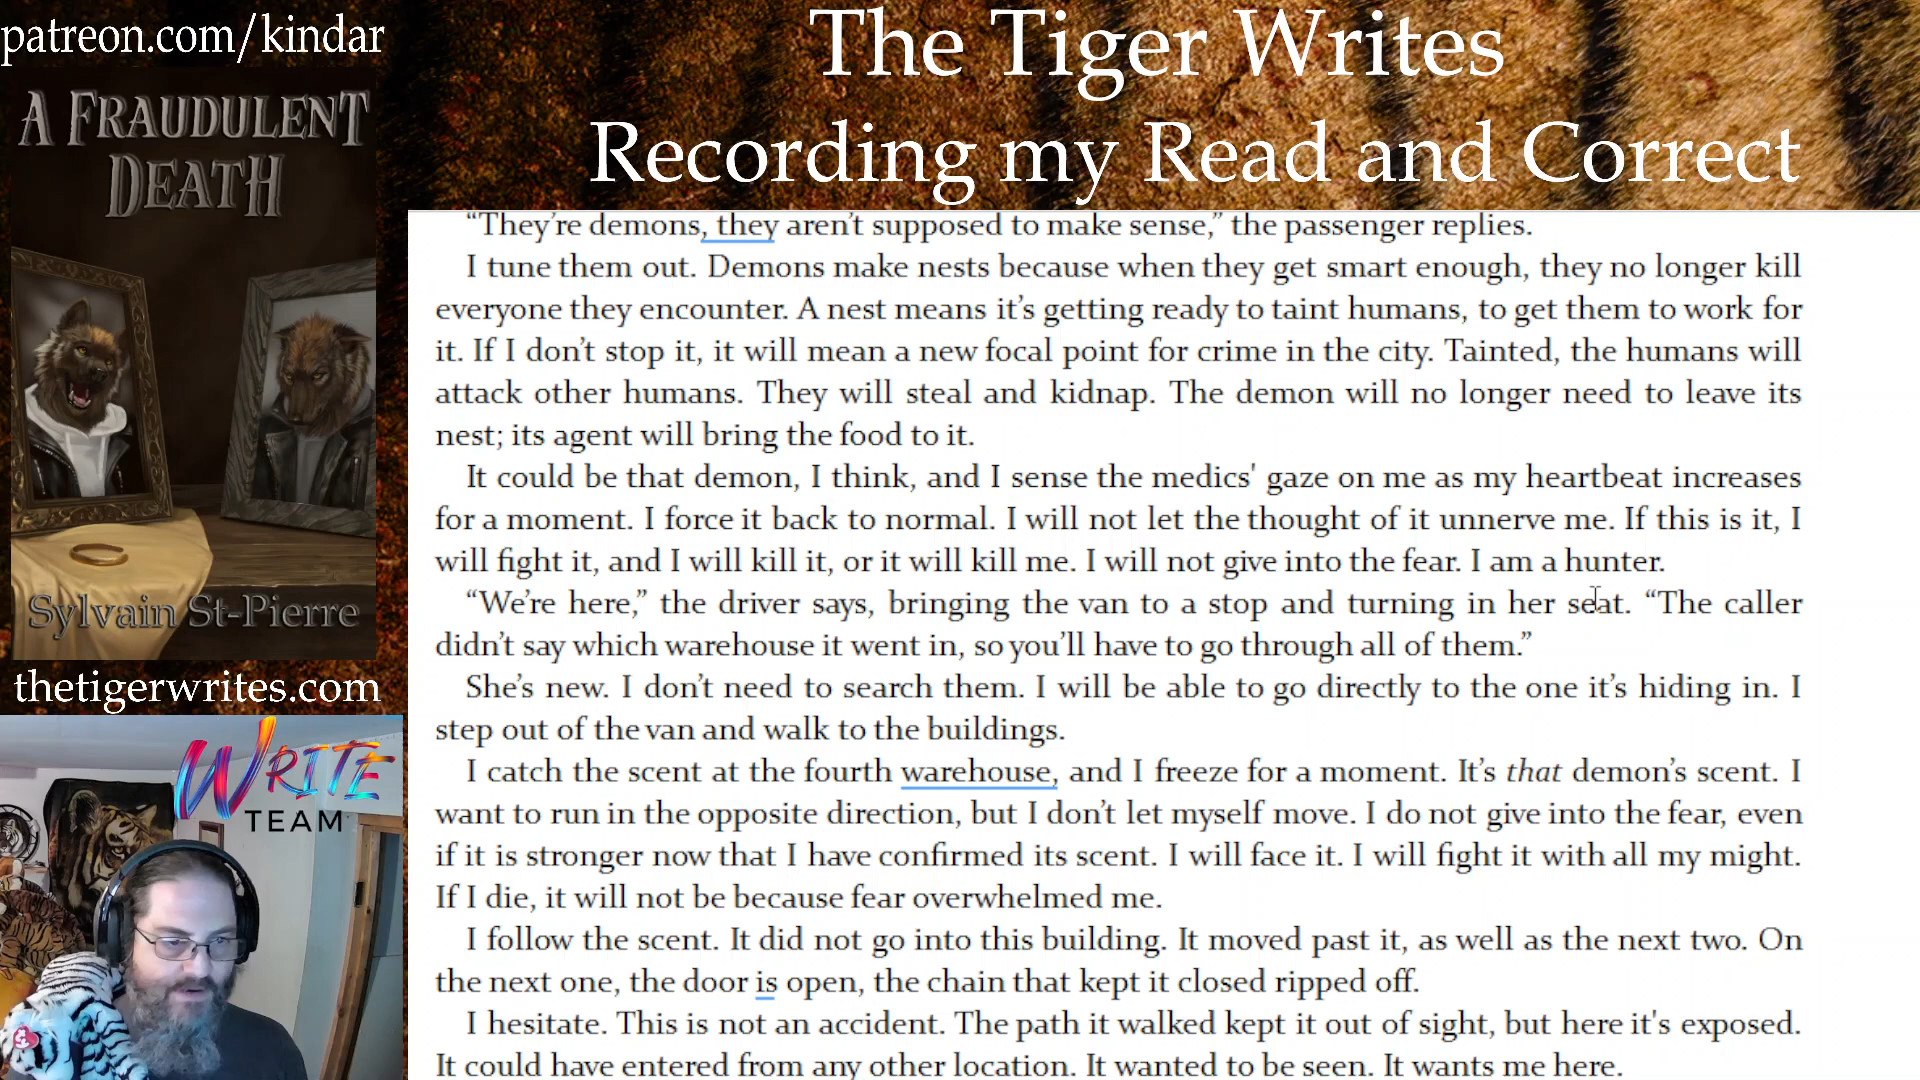 patreon.com/kindar
A FRAUDULENT
DEATH
Sylvain St-Pierre
thetigerwrites.com
WRITE
TEAM
The Tiger Writes
Recording my Read and Correct
“They’re demons, they aren’t supposed to make sense,” the passenger replies.
I tune them out. Demons make nests because when they get smart enough, they no longer kill
everyone they encounter. A nest means it’s getting ready to taint humans, to get them to work for
it. If I don’t stop it, it will mean a new focal point for crime in the city. Tainted, the humans will
attack other humans. They will steal and kidnap. The demon will no longer need to leave its
nest; its agent will bring the food to it.
It could be that demon, I think, and I sense the medics' gaze on me as my heartbeat increases
for a moment. I force it back to normal. I will not let the thought of it unnerve me. If this is it, I
will fight it, and I will kill it, or it will kill me. I will not give into the fear. I am a hunter.
“We’re here,” the driver says, bringing the van to a stop and turning in her seat. “The caller
didn’t say which warehouse it went in, so you’ll have to go through all of them.”
She’s new. I don’t need to search them. I will be able to go directly to the one it’s hiding in. I
step out of the van and walk to the buildings.
I catch the scent at the fourth warehouse, and I freeze for a moment. It’s that demon’s scent. I
want to run in the opposite direction, but I don’t let myself move. I do not give into the fear, even
if it is stronger now that I have confirmed its scent. I will face it. I will fight it with all my might.
If I die, it will not be because fear overwhelmed me.
I follow the scent. It did not go into this building. It moved past it, as well as the next two. On
the next one, the door is open, the chain that kept it closed ripped off.
I hesitate. This is not an accident. The path it walked kept it out of sight, but here it's exposed.
It could have entered from any other location. It wanted to be seen. It wants me here.